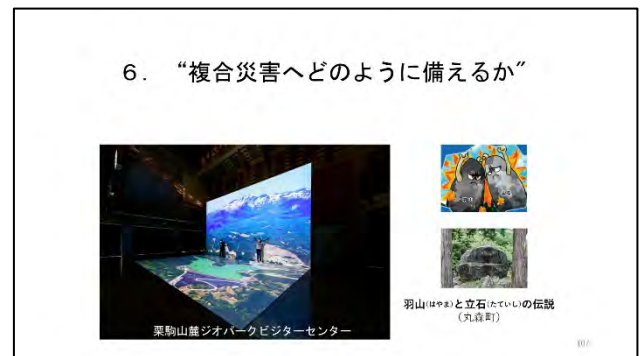 ６． “複合災害へどのように備えるか”
栗駒山麓ジオパークビジターセンター
羽山(はやま)と立石(たていし)の伝説
（丸森町）